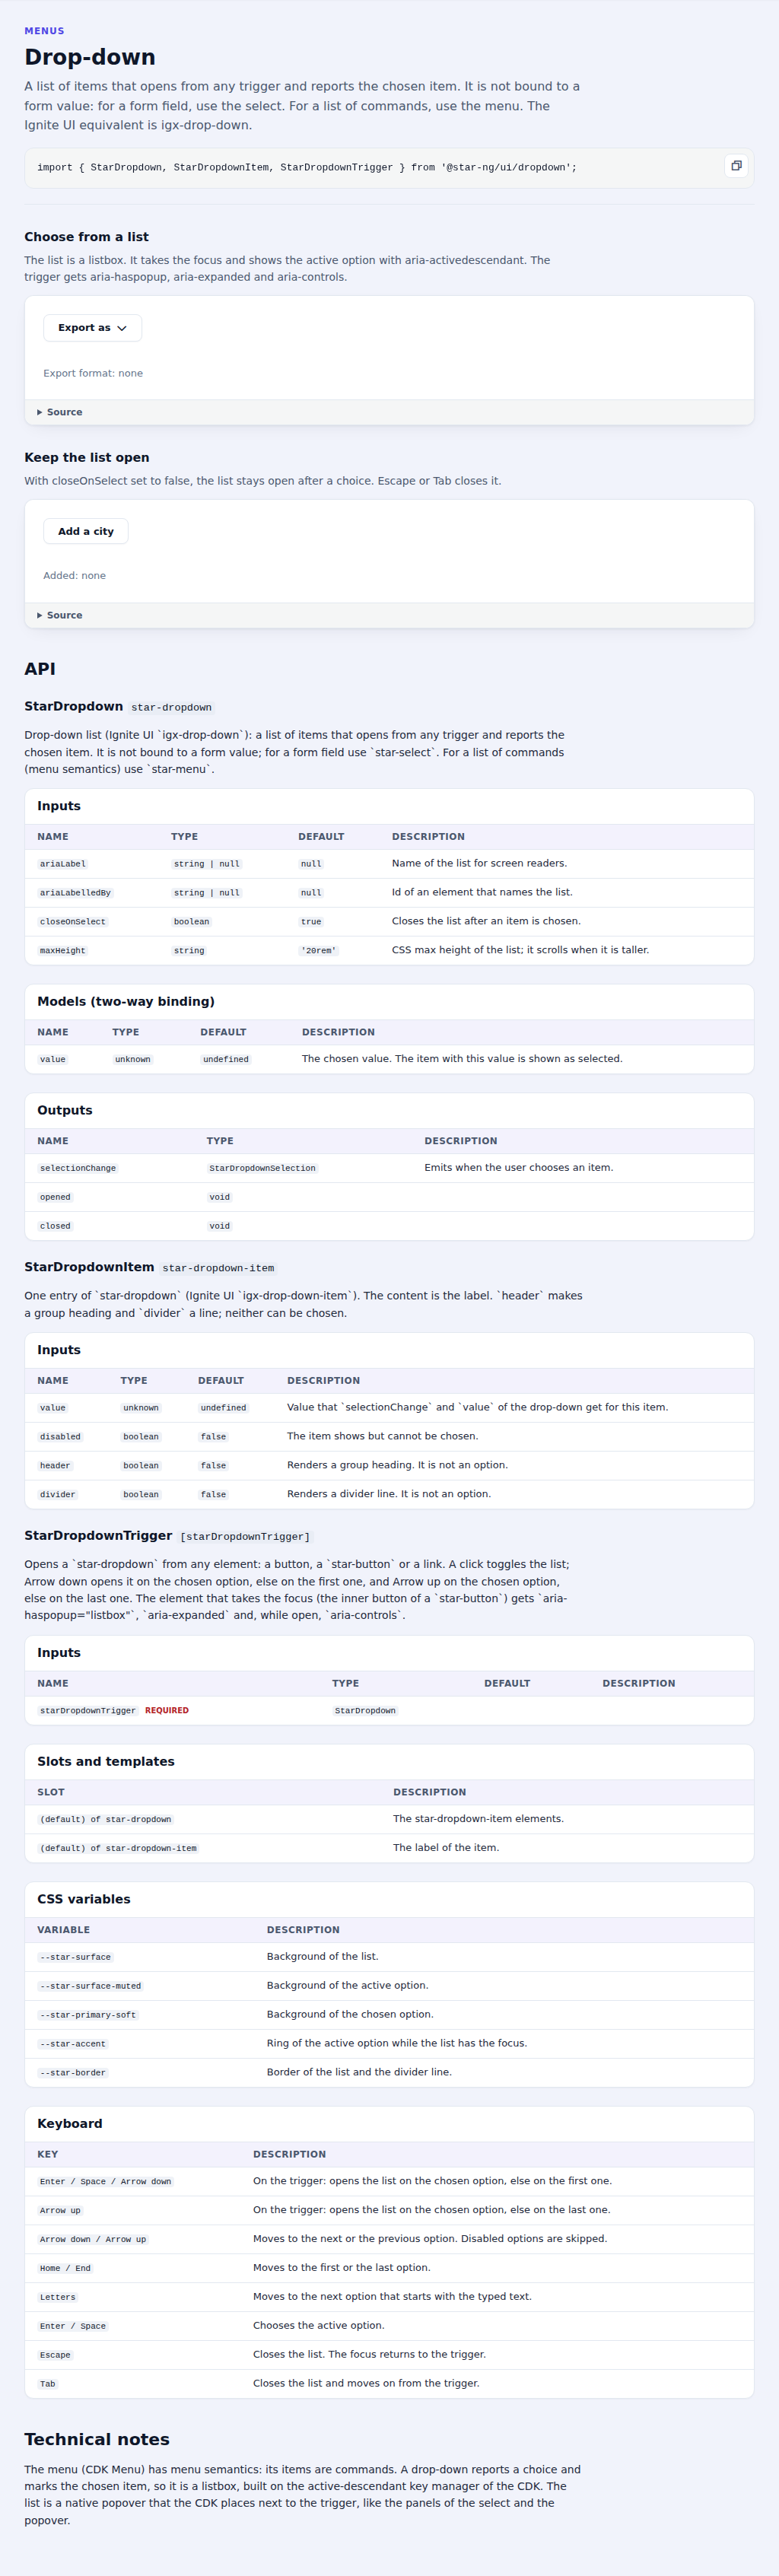 MENUS
Drop-down
A list of items that opens from any trigger and reports the chosen item. It is not bound to a
form value: for a form field, use the select. For a list of commands, use the menu. The
Ignite UI equivalent is igx-drop-down.
import { StarDropdown, StarDropdownItem, StarDropdownTrigger } from '@star-ng/ui/dropdown';
Choose from a list
The list is a listbox. It takes the focus and shows the active option with aria-activedescendant. The
trigger gets aria-haspopup, aria-expanded and aria-controls.
Export as
Export format: none
Source
Keep the list open
With closeOnSelect set to false, the list stays open after a choice. Escape or Tab closes it.
Add a city
Added: none
Source
API
StarDropdown star-dropdown
Drop-down list (Ignite UI `igx-drop-down`): a list of items that opens from any trigger and reports the
chosen item. It is not bound to a form value; for a form field use `star-select`. For a list of commands
(menu semantics) use `star-menu`.
Inputs
NAME TYPE DEFAULT DESCRIPTION
ariaLabel string | null null Name of the list for screen readers.
ariaLabelledBy string | null null Id of an element that names the list.
closeOnSelect boolean true Closes the list after an item is chosen.
maxHeight string '20rem' CSS max height of the list; it scrolls when it is taller.
Models (two-way binding)
NAME TYPE DEFAULT DESCRIPTION
value unknown undefined The chosen value. The item with this value is shown as selected.
Outputs
NAME TYPE DESCRIPTION
selectionChange StarDropdownSelection Emits when the user chooses an item.
opened void
closed void
StarDropdownItem star-dropdown-item
One entry of `star-dropdown` (Ignite UI `igx-drop-down-item`). The content is the label. `header` makes
a group heading and `divider` a line; neither can be chosen.
Inputs
NAME TYPE DEFAULT DESCRIPTION
value unknown undefined Value that `selectionChange` and `value` of the drop-down get for this item.
disabled boolean false The item shows but cannot be chosen.
header boolean false Renders a group heading. It is not an option.
divider boolean false Renders a divider line. It is not an option.
StarDropdownTrigger [starDropdownTrigger]
Opens a `star-dropdown` from any element: a button, a `star-button` or a link. A click toggles the list;
Arrow down opens it on the chosen option, else on the first one, and Arrow up on the chosen option,
else on the last one. The element that takes the focus (the inner button of a `star-button`) gets `aria-
haspopup="listbox"`, `aria-expanded` and, while open, `aria-controls`.
Inputs
NAME TYPE DEFAULT DESCRIPTION
starDropdownTrigger REQUIRED StarDropdown
Slots and templates
SLOT DESCRIPTION
(default) of star-dropdown The star-dropdown-item elements.
(default) of star-dropdown-item The label of the item.
CSS variables
VARIABLE DESCRIPTION
--star-surface Background of the list.
--star-surface-muted Background of the active option.
--star-primary-soft Background of the chosen option.
--star-accent Ring of the active option while the list has the focus.
--star-border Border of the list and the divider line.
Keyboard
KEY DESCRIPTION
Enter / Space / Arrow down On the trigger: opens the list on the chosen option, else on the first one.
Arrow up On the trigger: opens the list on the chosen option, else on the last one.
Arrow down / Arrow up Moves to the next or the previous option. Disabled options are skipped.
Home / End Moves to the first or the last option.
Letters Moves to the next option that starts with the typed text.
Enter / Space Chooses the active option.
Escape Closes the list. The focus returns to the trigger.
Tab Closes the list and moves on from the trigger.
Technical notes
The menu (CDK Menu) has menu semantics: its items are commands. A drop-down reports a choice and
marks the chosen item, so it is a listbox, built on the active-descendant key manager of the CDK. The
list is a native popover that the CDK places next to the trigger, like the panels of the select and the
popover.